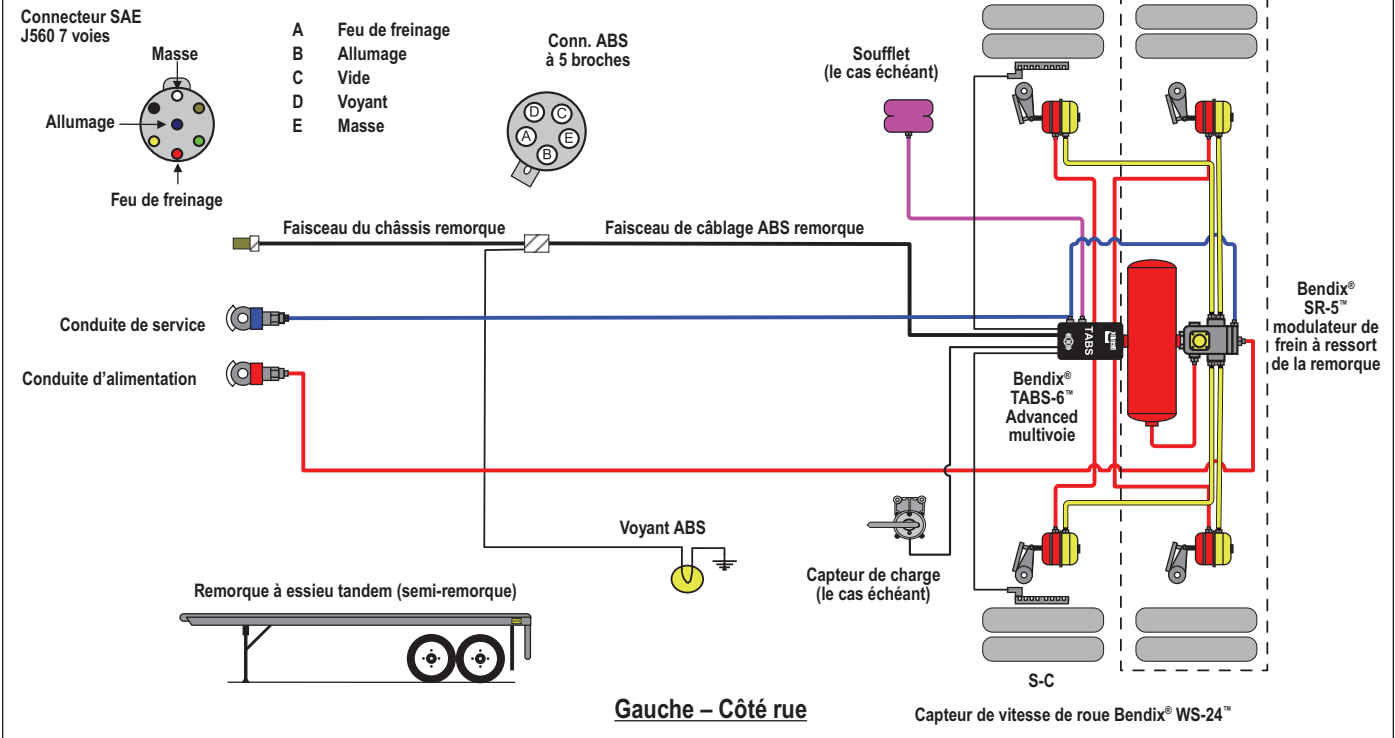 Connecteur SAE
J560 7 voies
Masse
Allumage
Feu de freinage
A Feu de freinage
B Allumage
C Vide
D Voyant
E Masse
Conn. ABS
à 5 broches
D
C
A
E
B
Soufflet
(le cas échéant)
Faisceau du châssis remorque
Faisceau de câblage ABS remorque
Conduite de service
Conduite d'alimentation
TABS
Bendix®
TABS-6™
Advanced
multivoie
Bendix®
SR-5™
modulateur de
frein à ressort
de la remorque
Voyant ABS
Capteur de charge
(le cas échéant)
Remorque à essieu tandem (semi-remorque)
S-C
Gauche – Côté rue
Capteur de vitesse de roue Bendix® WS-24™